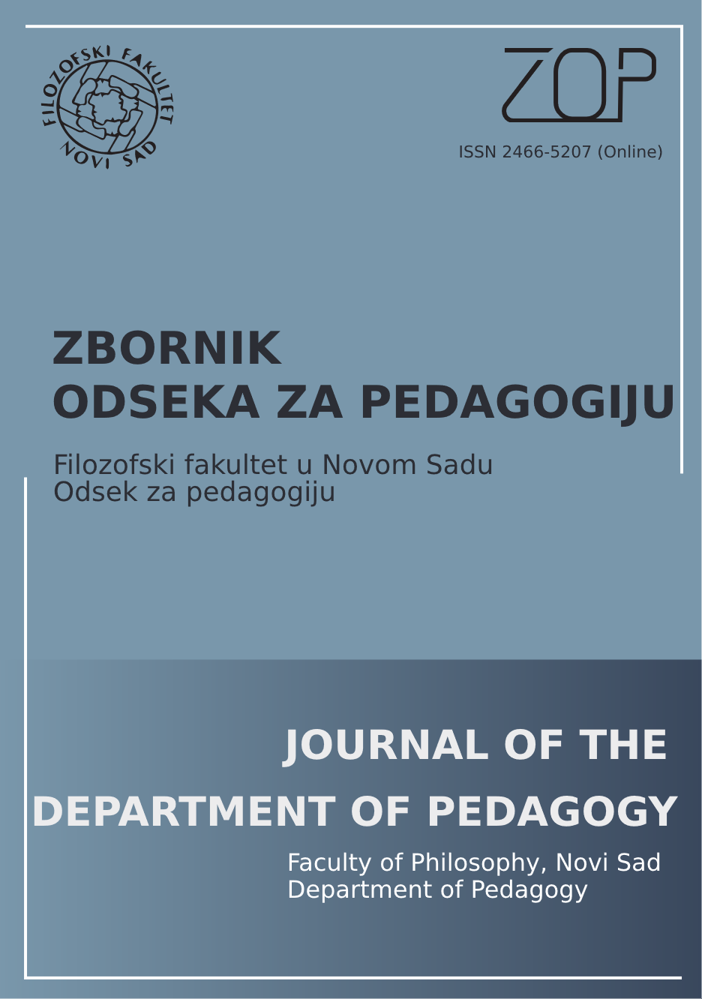 FILOZOFSKI FAKULTET
NOVI SAD
ZOP
ISSN 2466-5207 (Online)
ZBORNIK
ODSEKA ZA PEDAGOGIJU
Filozofski fakultet u Novom Sadu
Odsek za pedagogiju
JOURNAL OF THE
DEPARTMENT OF PEDAGOGY
Faculty of Philosophy, Novi Sad
Department of Pedagogy